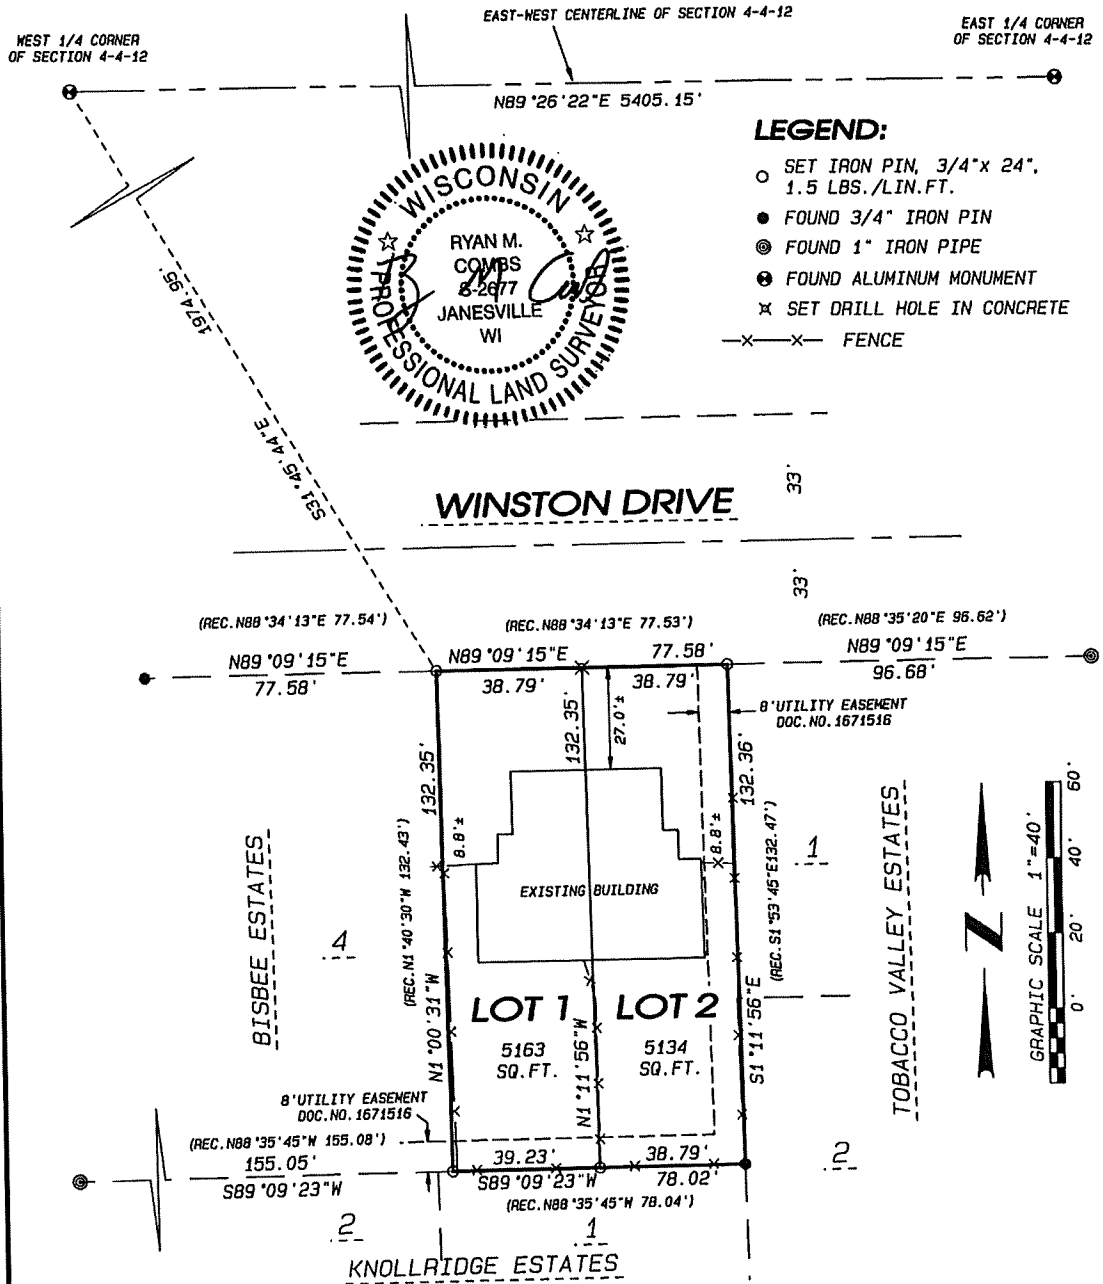 EAST-WEST CENTERLINE OF SECTION 4-4-12
WEST 1/4 CORNER
OF SECTION 4-4-12
EAST 1/4 CORNER
OF SECTION 4-4-12
N89°26'22"E 5405.15'
LEGEND:
SET IRON PIN, 3/4"x 24",
1.5 LBS./LIN.FT.
FOUND 3/4" IRON PIN
FOUND 1" IRON PIPE
FOUND ALUMINUM MONUMENT
SET DRILL HOLE IN CONCRETE
FENCE
WISCONSIN
RYAN M.
COMBS
S-2677
JANESVILLE
WI
PROFESSIONAL LAND SURVEYOR
1974.95'
S31°45'44"E
33'
WINSTON DRIVE
33'
(REC.N88°34'13"E 77.54')
(REC.N88°34'13"E 77.53')
(REC.N88°35'20"E 96.62')
N89°09'15"E
77.58'
N89°09'15"E
77.58'
38.79'
38.79'
N89°09'15"E
96.68'
8'UTILITY EASEMENT
DOC.NO.1671516
132.35'
132.35'
27.0'±
132.36'
8.8'±
8.8'±
(REC.N1°40'30"W 132.43')
(REC.S1°53'45"E132.47')
EXISTING BUILDING
BISBEE ESTATES
4
1
TOBACCO VALLEY ESTATES
N
GRAPHIC SCALE 1"=40'
0'
20'
40'
60'
LOT 1
5163
SQ.FT.
LOT 2
5134
SQ.FT.
N1°00'31"W
N1°11'56"W
S1°11'56"E
8'UTILITY EASEMENT
DOC.NO.1671516
(REC.N88°35'45"W 155.08')
155.05'
S89°09'23"W
39.23'
38.79'
S89°09'23"W
78.02'
(REC.N88°35'45"W 78.04')
2
2
1
KNOLLRIDGE ESTATES